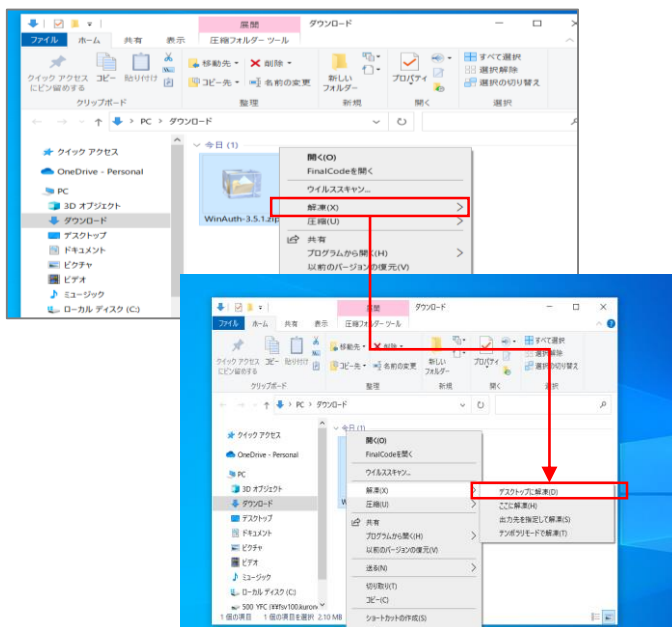 展開
ダウンロード
ファイル ホーム 共有 表示 圧縮フォルダー ツール
クイック アクセス
にピン留めする
コピー
貼り付け
移動先
削除
コピー先
名前の変更
新しい
フォルダー
プロパティ
すべて選択
選択解除
選択の切り替え
クリップボード 整理 新規 開く 選択
PC > ダウンロード
クイック アクセス
OneDrive - Personal
PC
3D オブジェクト
ダウンロード
デスクトップ
ドキュメント
ピクチャ
ビデオ
ミュージック
ローカル ディスク (C:)
今日 (1)
WinAuth-3.5.1.zip
開く(O)
FinalCodeを開く
ウイルススキャン...
解凍(X)
圧縮(U)
共有
プログラムから開く(H)
以前のバージョンの復元(V)
展開
ダウンロード
ファイル ホーム 共有 表示 圧縮フォルダー ツール
クイック アクセス
にピン留めする
コピー
貼り付け
移動先
削除
コピー先
名前の変更
新しい
フォルダー
プロパティ
すべて選択
選択解除
選択の切り替え
クリップボード 整理 新規 開く 選択
PC > ダウンロード
クイック アクセス
OneDrive - Personal
PC
3D オブジェクト
ダウンロード
デスクトップ
ドキュメント
ピクチャ
ビデオ
ミュージック
ローカル ディスク (C:)
今日 (1)
W
開く(O)
FinalCodeを開く
ウイルススキャン...
解凍(X)
圧縮(U)
共有
プログラムから開く(H)
以前のバージョンの復元(V)
送る(N)
切り取り(T)
コピー(C)
ショートカットの作成(S)
デスクトップに解凍(D)
ここに解凍(H)
出力先を指定して解凍(S)
テンポラリモードで解凍(T)
1 個の項目 1 個の項目を選択 2.10 MB